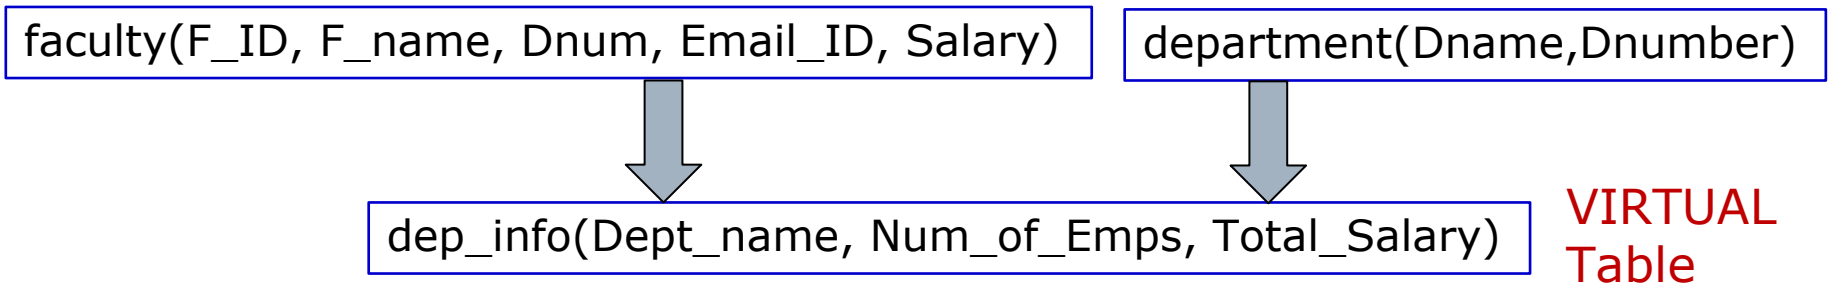 faculty(F_ID, F_name, Dnum, Email_ID, Salary)
department(Dname,Dnumber)
dep_info(Dept_name, Num_of_Emps, Total_Salary)
VIRTUAL
Table